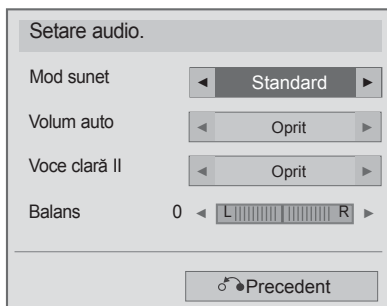 Setare audio.
Mod sunet ◄ Standard ►
Volum auto ◄ Oprit ►
Voce clară II ◄ Oprit ►
Balans 0 ◄ L R ►
Precedent